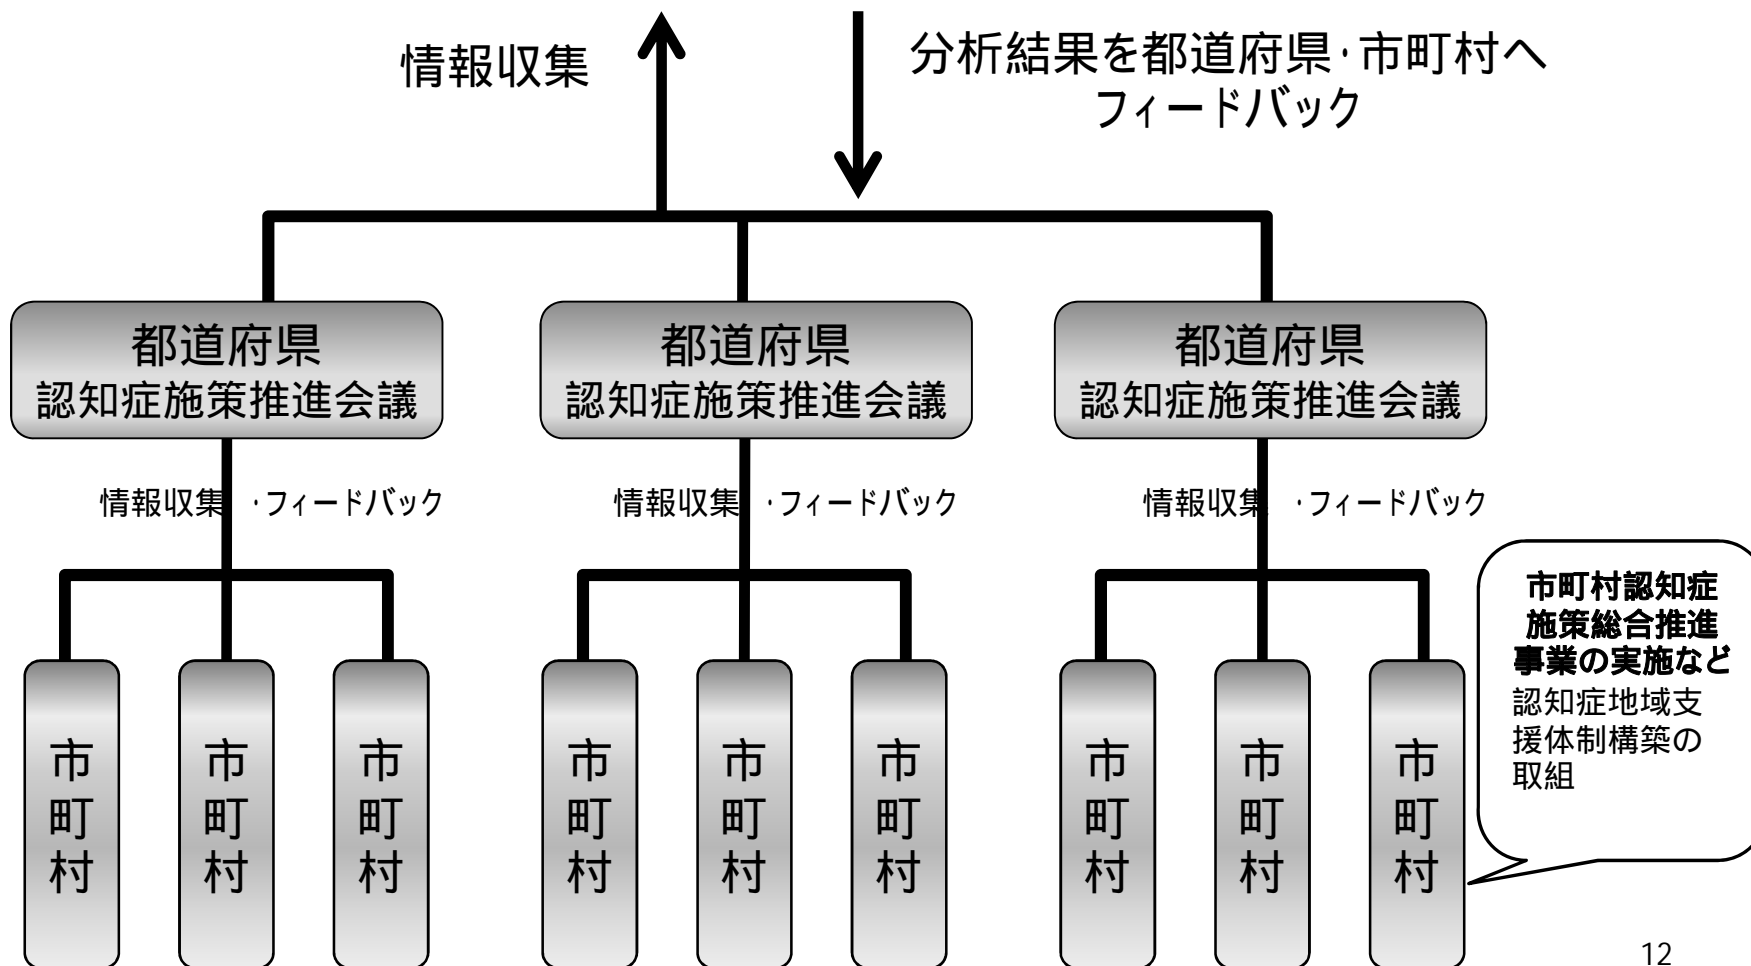 情報収集
分析結果を都道府県・市町村へ
フィードバック
都道府県
認知症施策推進会議
都道府県
認知症施策推進会議
都道府県
認知症施策推進会議
情報収集・フィードバック
情報収集・フィードバック
情報収集・フィードバック
市町村認知症
施策総合推進
事業の実施など
認知症地域支
援体制構築の
取組
市町村
市町村
市町村
市町村
市町村
市町村
市町村
市町村
市町村
12